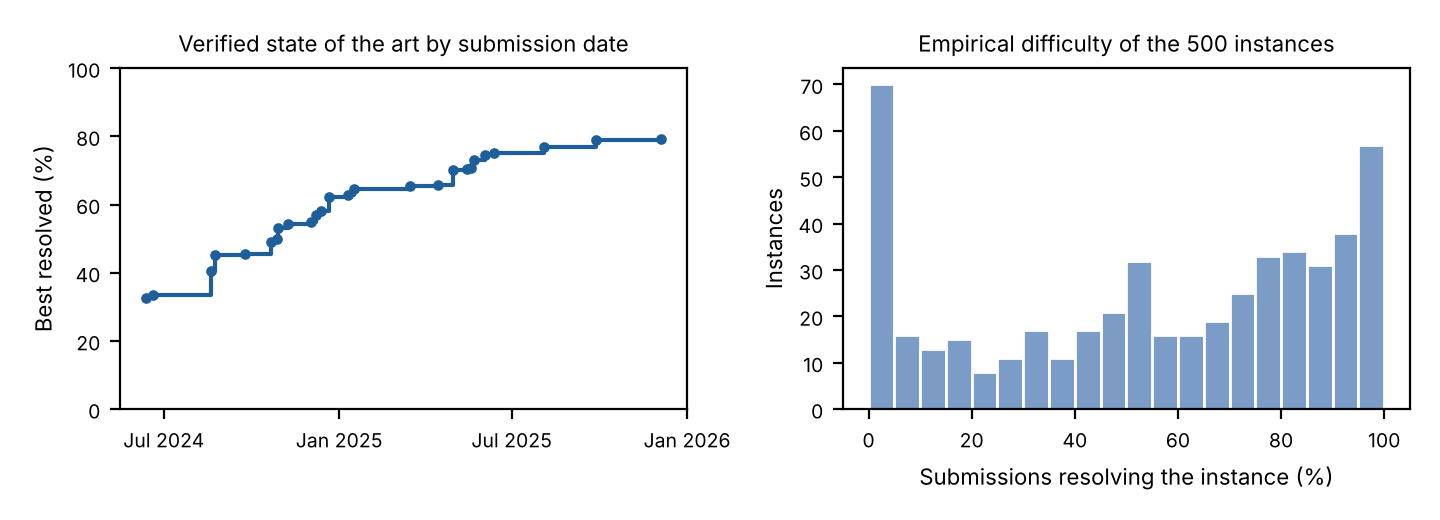 Verified state of the art by submission date
100
80
60
40
20
0
Best resolved (%)
Jul 2024
Jan 2025
Jul 2025
Jan 2026
Empirical difficulty of the 500 instances
70
60
50
40
30
20
10
0
Instances
0
20
40
60
80
100
Submissions resolving the instance (%)